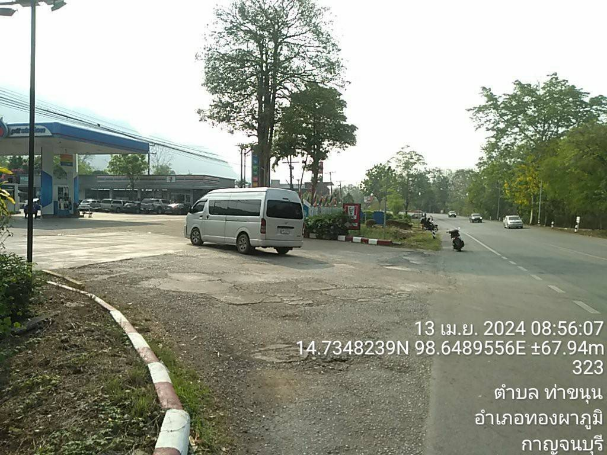 13 เม.ย. 2024 08:56:07
14.7348239N 98.6489556E ±67.94m
323
ตำบล ท่าขนุน
อำเภอทองผาภูมิ
กาญจนบุรี